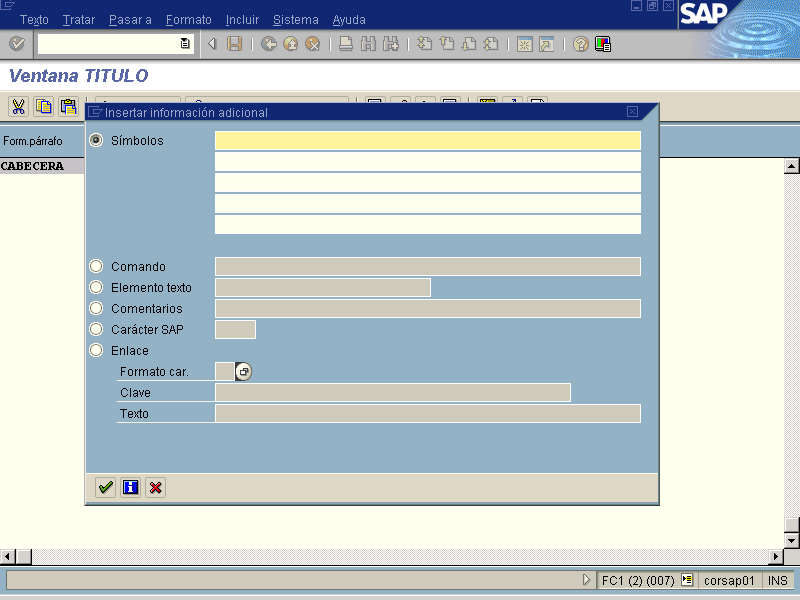 Texto Tratar Pasar a Formato Incluir Sistema Ayuda
SAP
Ventana TITULO
Insertar información adicional
Form.párrafo
Símbolos
CABECERA
Comando
Elemento texto
Comentarios
Carácter SAP
Enlace
Formato car.
Clave
Texto
FC1 (2) (007) corsap01 INS